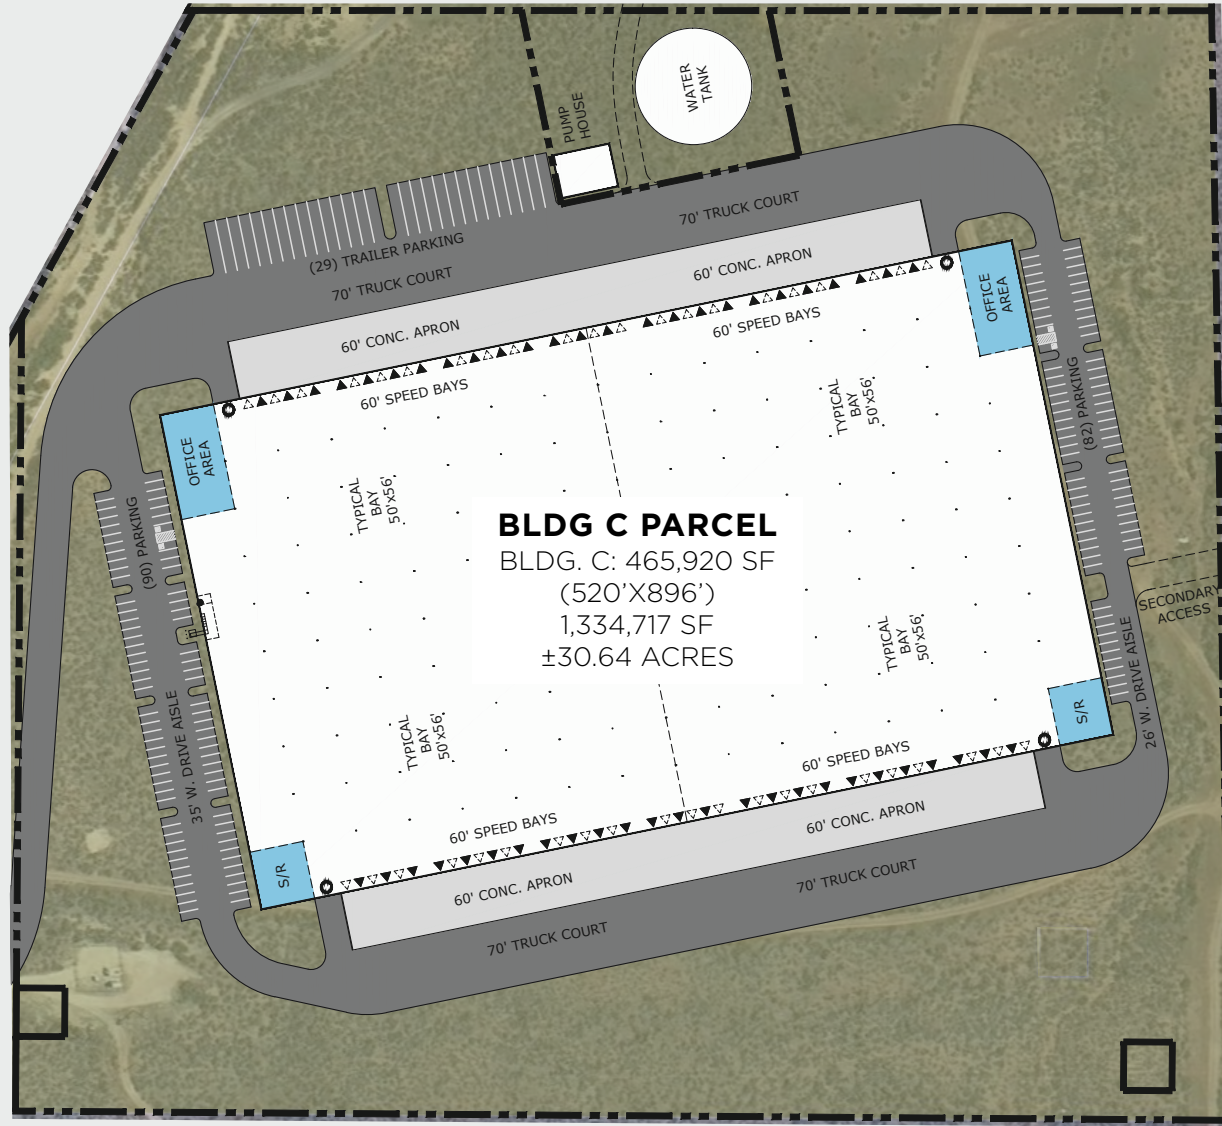 WATER
TANK
PUMP
HOUSE
70' TRUCK COURT
(29) TRAILER PARKING
70' TRUCK COURT
60' CONC. APRON
60' CONC. APRON
OFFICE
AREA
60' SPEED BAYS
60' SPEED BAYS
TYPICAL
BAY
50'x56'
(82) PARKING
OFFICE
AREA
TYPICAL
BAY
50'x56'
(90) PARKING
BLDG C PARCEL
BLDG. C: 465,920 SF
(520'X896')
1,334,717 SF
±30.64 ACRES
SECONDARY
ACCESS
TYPICAL
BAY
50'x56'
26' W. DRIVE AISLE
S/R
35' W. DRIVE AISLE
TYPICAL
BAY
50'x56'
60' SPEED BAYS
60' SPEED BAYS
60' CONC. APRON
S/R
60' CONC. APRON
70' TRUCK COURT
70' TRUCK COURT